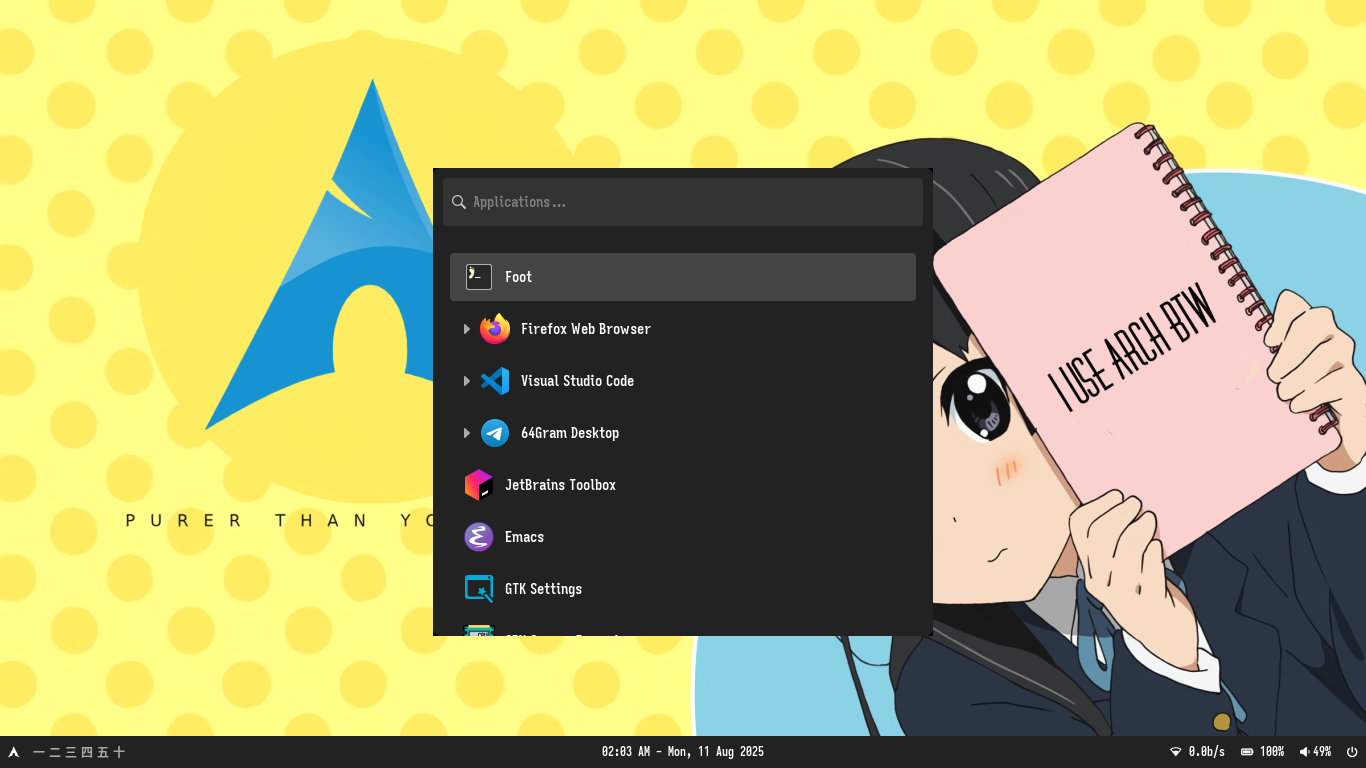 Applications...
Foot
Firefox Web Browser
Visual Studio Code
64Gram Desktop
JetBrains Toolbox
Emacs
GTK Settings
I USE ARCH BTW
PURER THAN YO
一 二 三 四 五 十
02:03 AM - Mon, 11 Aug 2025
0.0b/s 100% 49%